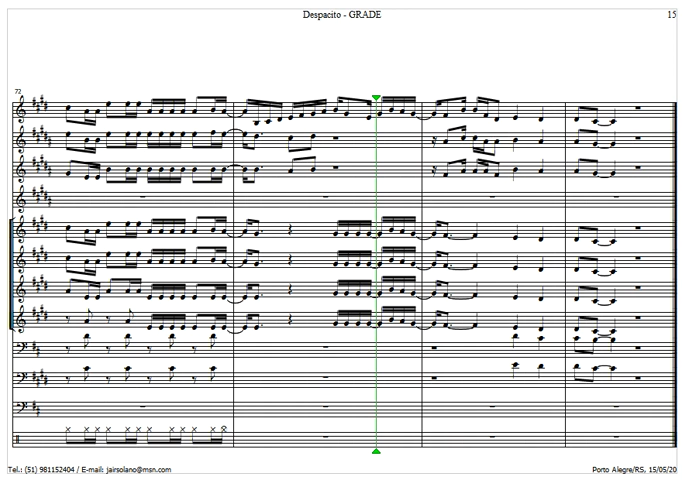 Despacito - GRADE
15
72
Tel.: (51) 981152404 / E-mail: jairsolano@msn.com
Porto Alegre/RS, 15/05/20